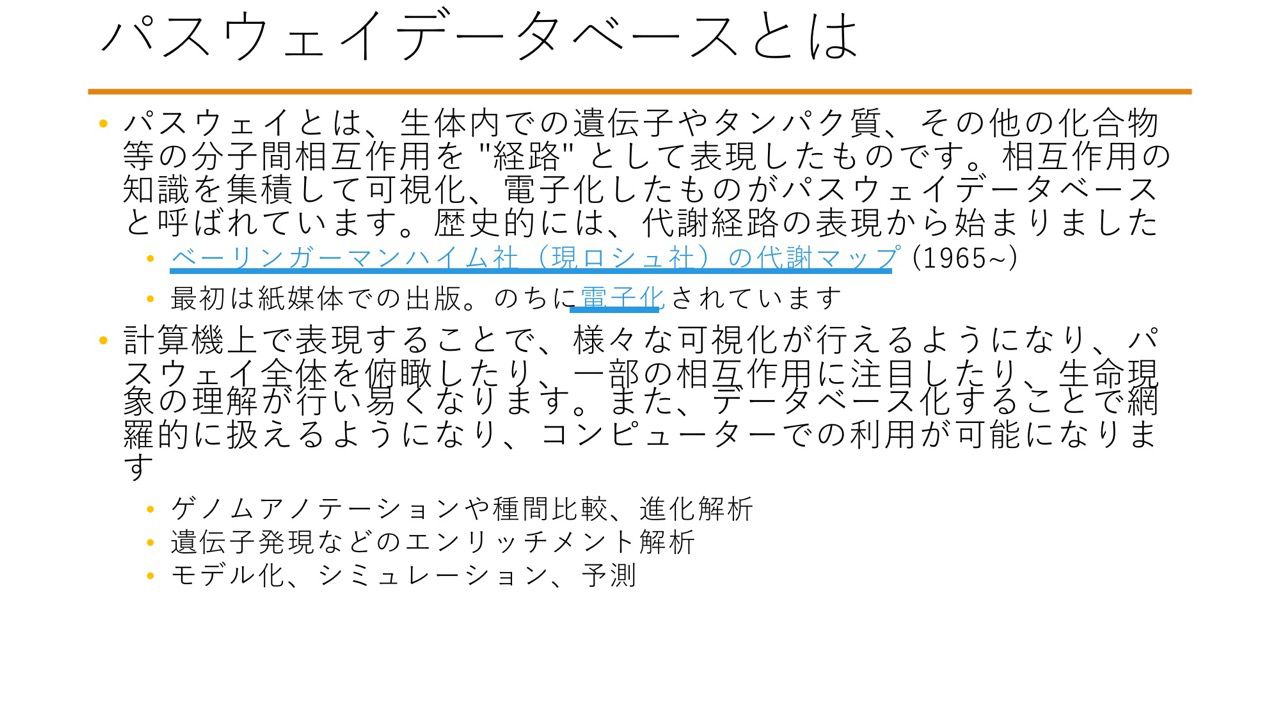 パスウェイデータベースとは
• パスウェイとは、生体内での遺伝子やタンパク質、その他の化合物
等の分子間相互作用を "経路" として表現したものです。相互作用の
知識を集積して可視化、電子化したものがパスウェイデータベース
と呼ばれています。歴史的には、代謝経路の表現から始まりました
• ベーリンガーマンハイム社（現ロシュ社）の代謝マップ (1965~)
• 最初は紙媒体での出版。のちに電子化されています
• 計算機上で表現することで、様々な可視化が行えるようになり、パ
スウェイ全体を俯瞰したり、一部の相互作用に注目したり、生命現
象の理解が行い易くなります。また、データベース化することで網
羅的に扱えるようになり、コンピューターでの利用が可能になりま
す
• ゲノムアノテーションや種間比較、進化解析
• 遺伝子発現などのエンリッチメント解析
• モデル化、シミュレーション、予測